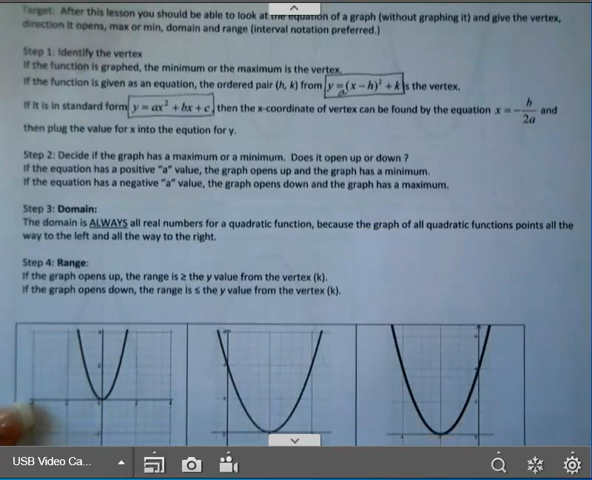 Target: After this lesson you should be able to look at the equation of a graph (without graphing it) and give the vertex,
direction it opens, max or min, domain and range (interval notation preferred.)
Step 1: Identify the vertex
If the function is graphed, the minimum or the maximum is the vertex.
If the function is given as an equation, the ordered pair (h, k) from y = a(x − h)² + k is the vertex.
If it is in standard form y = ax² + bx + c, then the x-coordinate of vertex can be found by the equation x = −b/2a and
then plug the value for x into the eqution for y.
Step 2: Decide if the graph has a maximum or a minimum. Does it open up or down ?
If the equation has a positive "a" value, the graph opens up and the graph has a minimum.
If the equation has a negative "a" value, the graph opens down and the graph has a maximum.
Step 3: Domain:
The domain is ALWAYS all real numbers for a quadratic function, because the graph of all quadratic functions points all the
way to the left and all the way to the right.
Step 4: Range:
If the graph opens up, the range is ≥ the y value from the vertex (k).
If the graph opens down, the range is ≤ the y value from the vertex (k).
USB Video Ca...